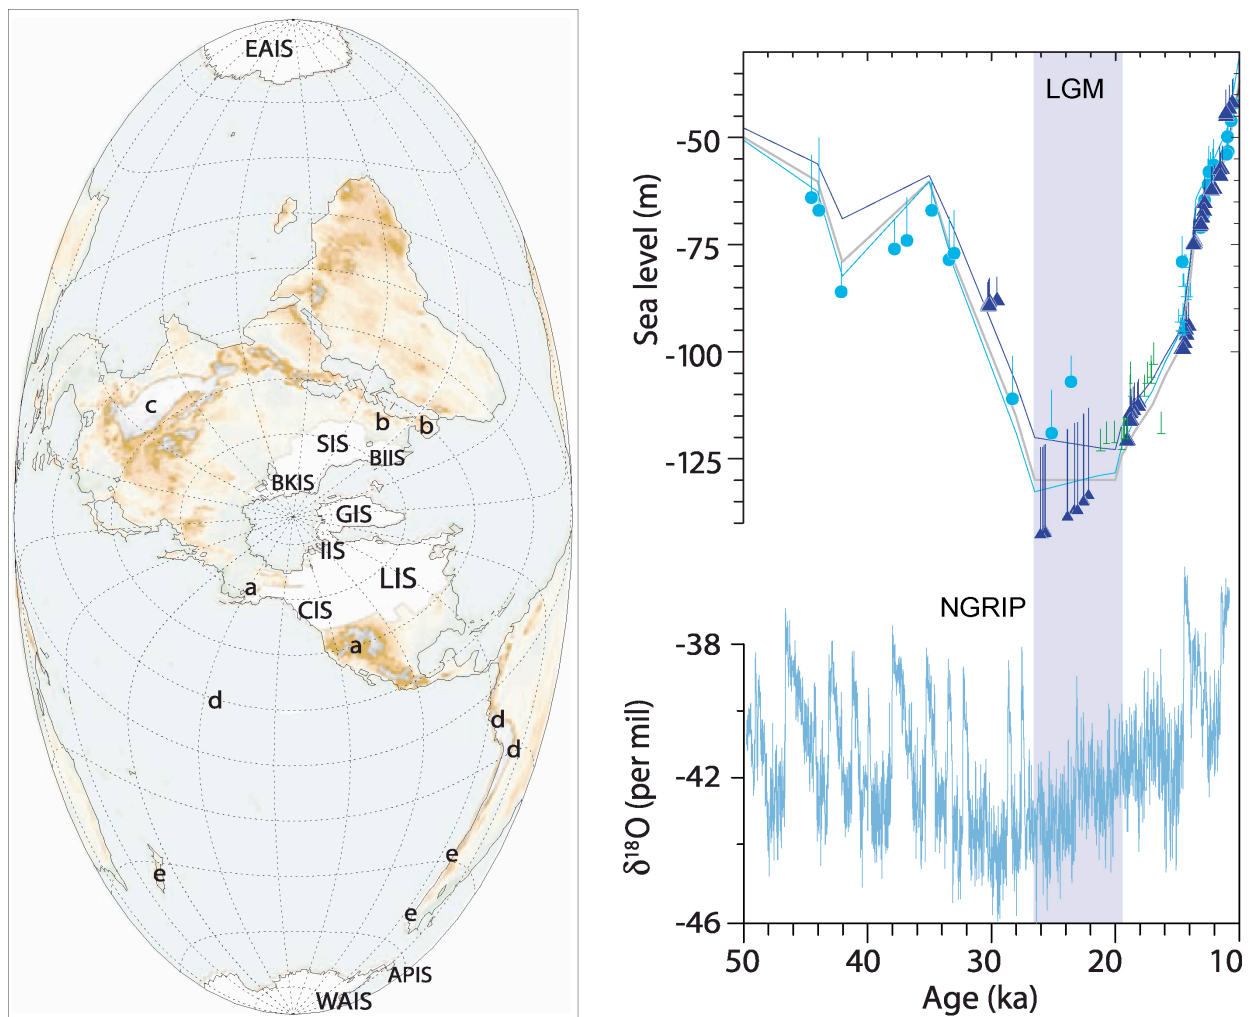 EAIS
c
b
b
SIS
BIIS
BKIS
GIS
IIS
LIS
a
CIS
a
d
d
d
e
e
e
APIS
WAIS
LGM
Sea level (m)
-50
-75
-100
-125
NGRIP
δ¹⁸O (per mil)
-38
-42
-46
50 40 30 20 10
Age (ka)